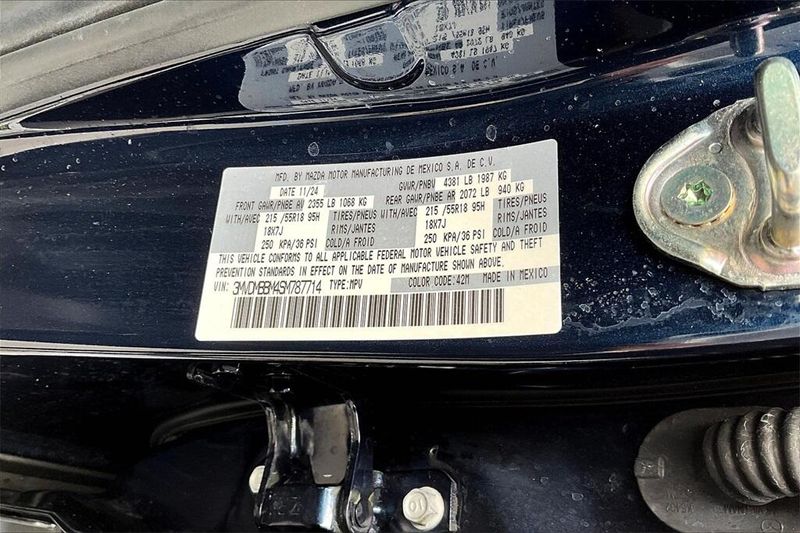 MFD. BY MAZDA MOTOR MANUFACTURING DE MEXICO S.A. DE C.V.
DATE 11/24 GVWR/PNBV 4381 LB 1987 KG
FRONT GAWR/PNBE AV 2355 LB 1068 KG REAR GAWR/PNBE AR 2072 LB 940 KG
WITH/AVEC 215 /55R18 95H TIRES/PNEUS WITH/AVEC 215 /55R18 95H TIRES/PNEUS
18X7J RIMS/JANTES 18X7J RIMS/JANTES
250 KPA/36 PSI COLD/A FROID 250 KPA/36 PSI COLD/A FROID
THIS VEHICLE CONFORMS TO ALL APPLICABLE FEDERAL MOTOR VEHICLE SAFETY AND THEFT
PREVENTION STANDARDS IN EFFECT ON THE DATE OF MANUFACTURE SHOWN ABOVE.
VIN: 3MVDMBBM4SM787714 TYPE:MPV COLOR/COULEUR:CODE 42M MADE IN MEXICO